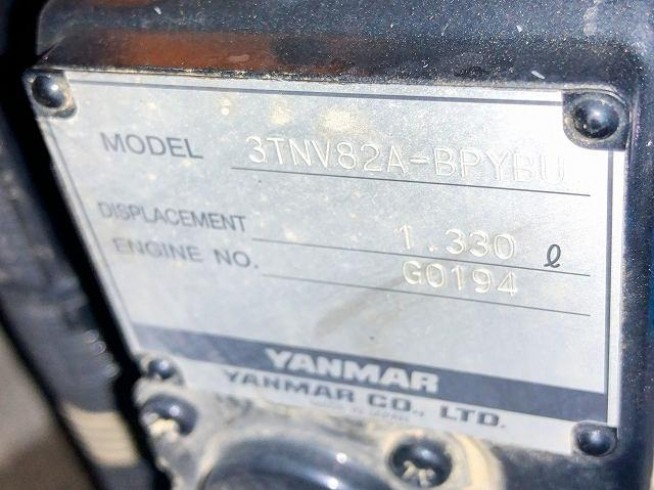 MODEL 3TNV82A-BPYBU
DISPLACEMENT 1.330 ℓ
ENGINE NO. G0194
YANMAR
YANMAR CO., LTD.